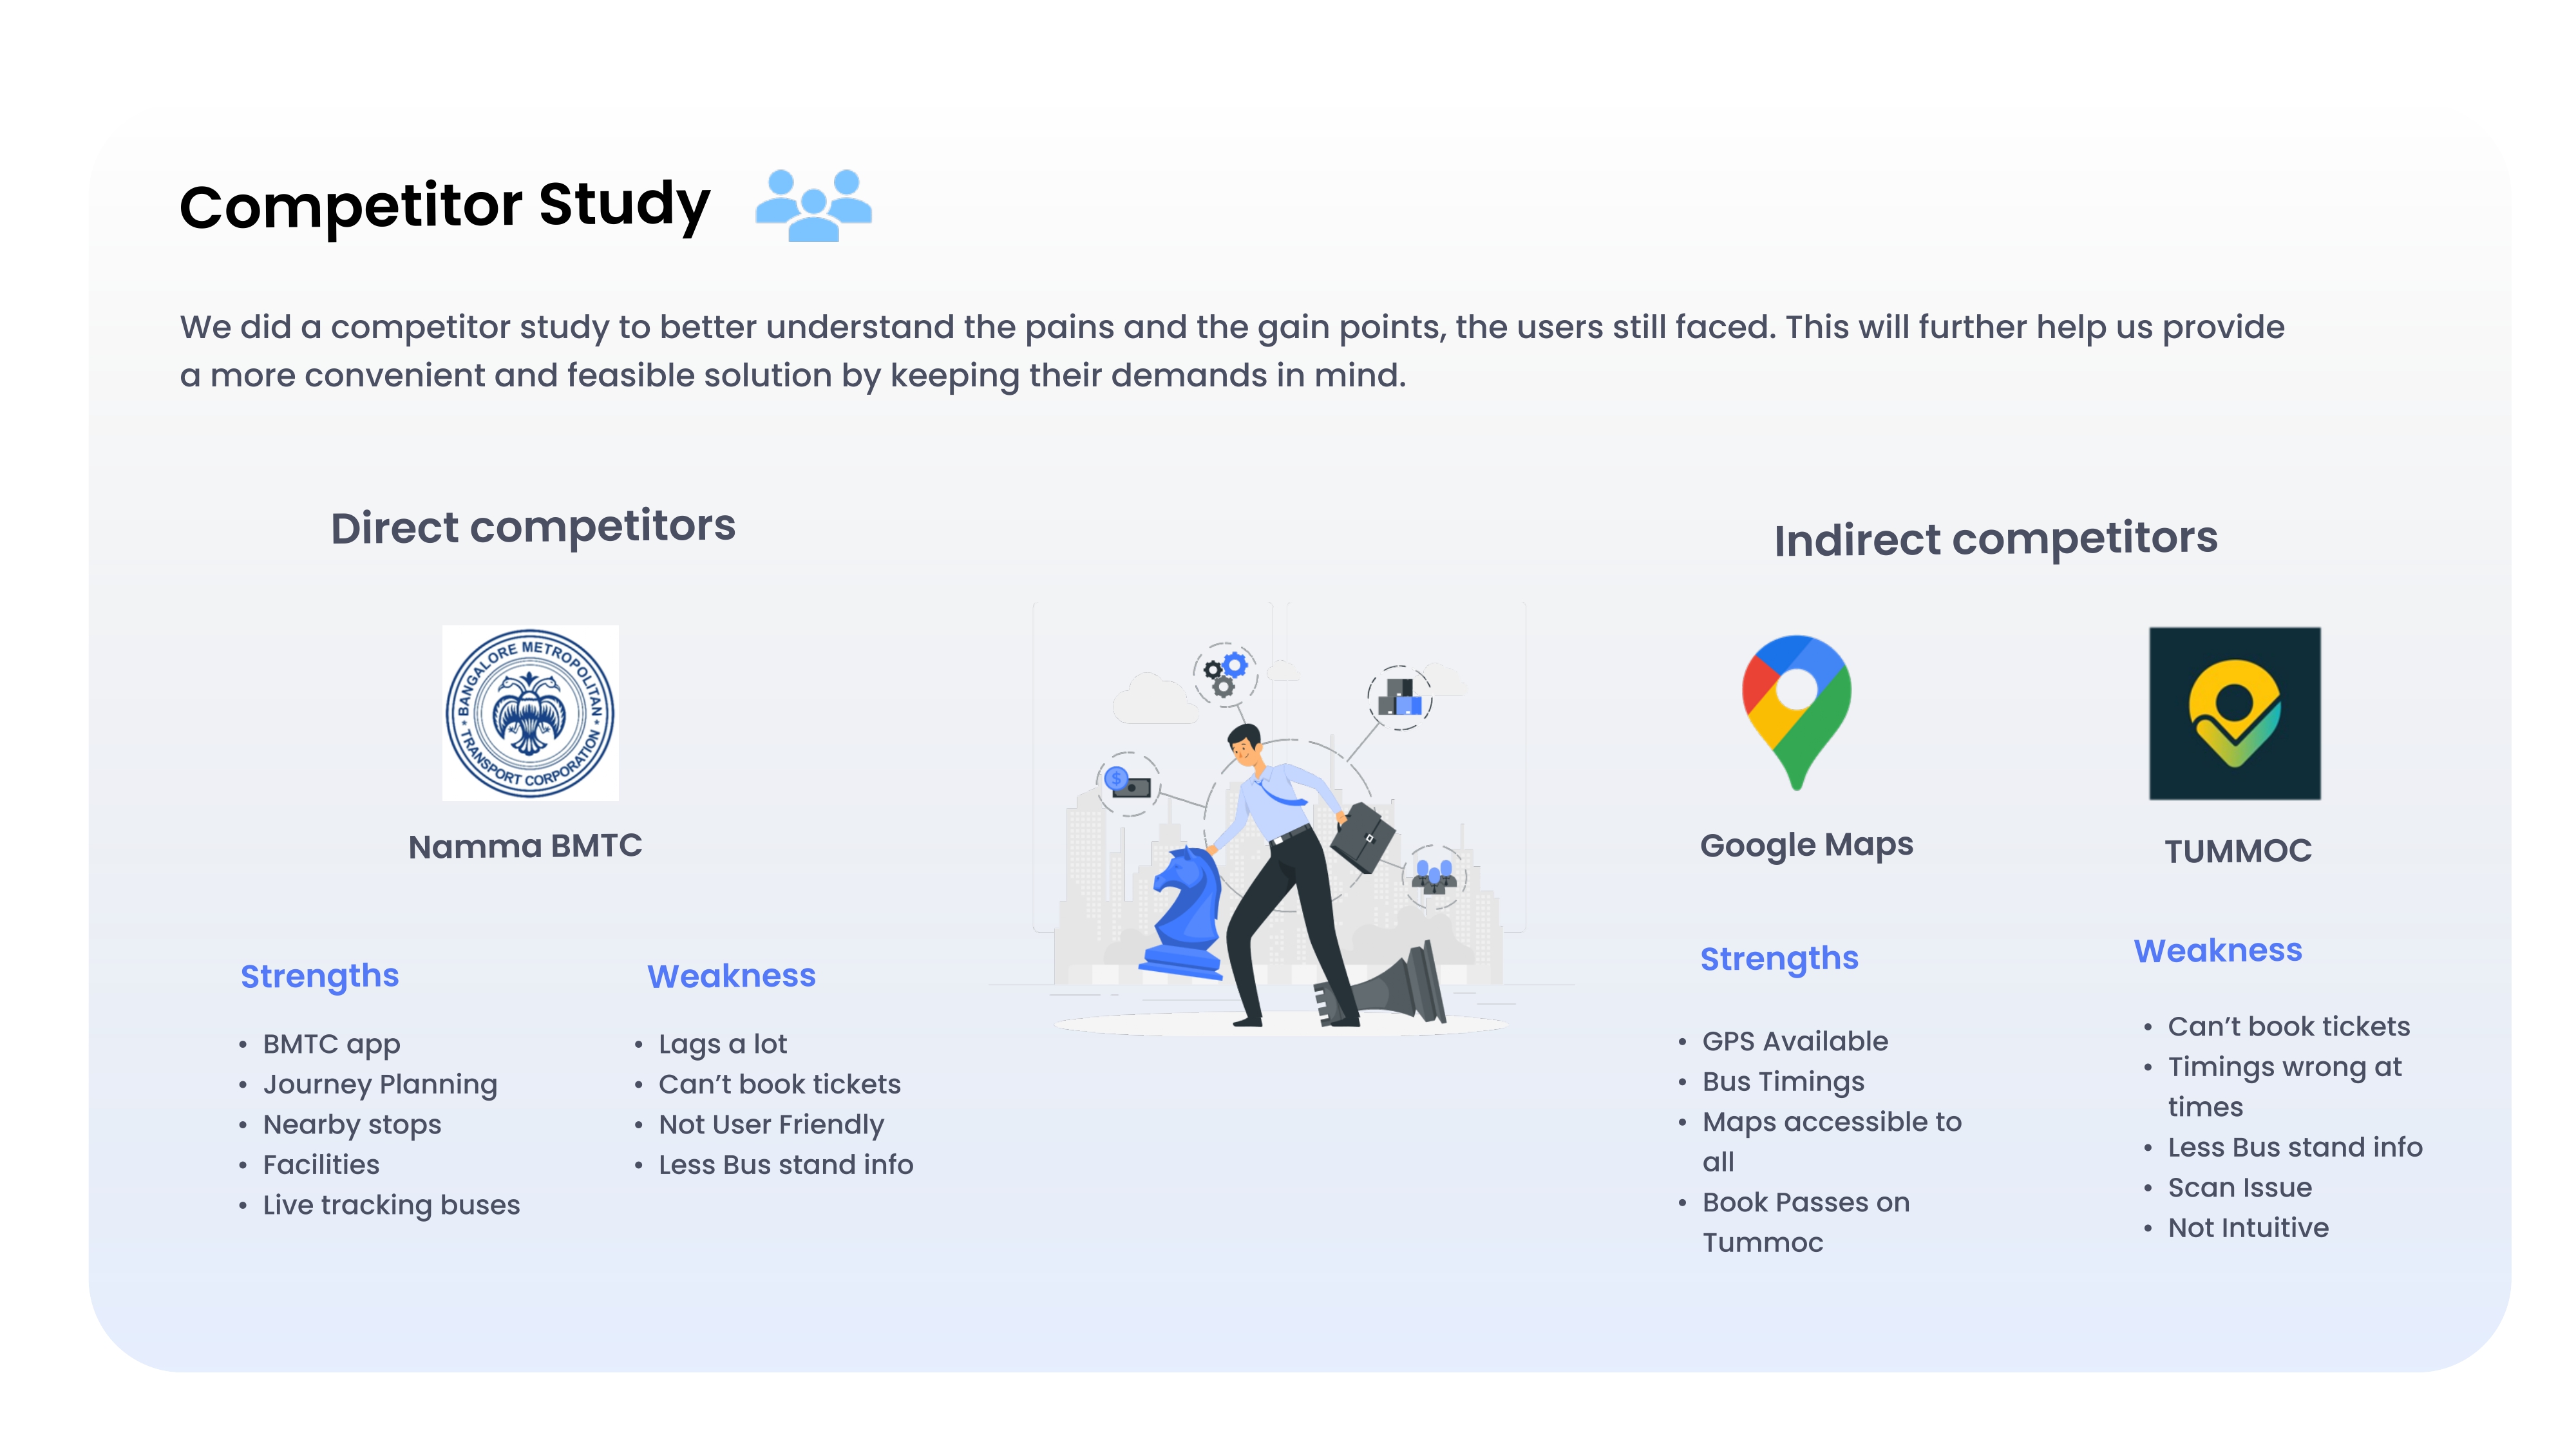 Competitor Study
We did a competitor study to better understand the pains and the gain points, the users still faced. This will further help us provide
a more convenient and feasible solution by keeping their demands in mind.
Direct competitors
BANGALORE METROPOLITAN
TRANSPORT CORPORATION
Namma BMTC
Strengths
• BMTC app
• Journey Planning
• Nearby stops
• Facilities
• Live tracking buses
Weakness
• Lags a lot
• Can’t book tickets
• Not User Friendly
• Less Bus stand info
$
Indirect competitors
Google Maps
TUMMOC
Strengths
• GPS Available
• Bus Timings
• Maps accessible to
all
• Book Passes on
Tummoc
Weakness
• Can’t book tickets
• Timings wrong at
times
• Less Bus stand info
• Scan Issue
• Not Intuitive